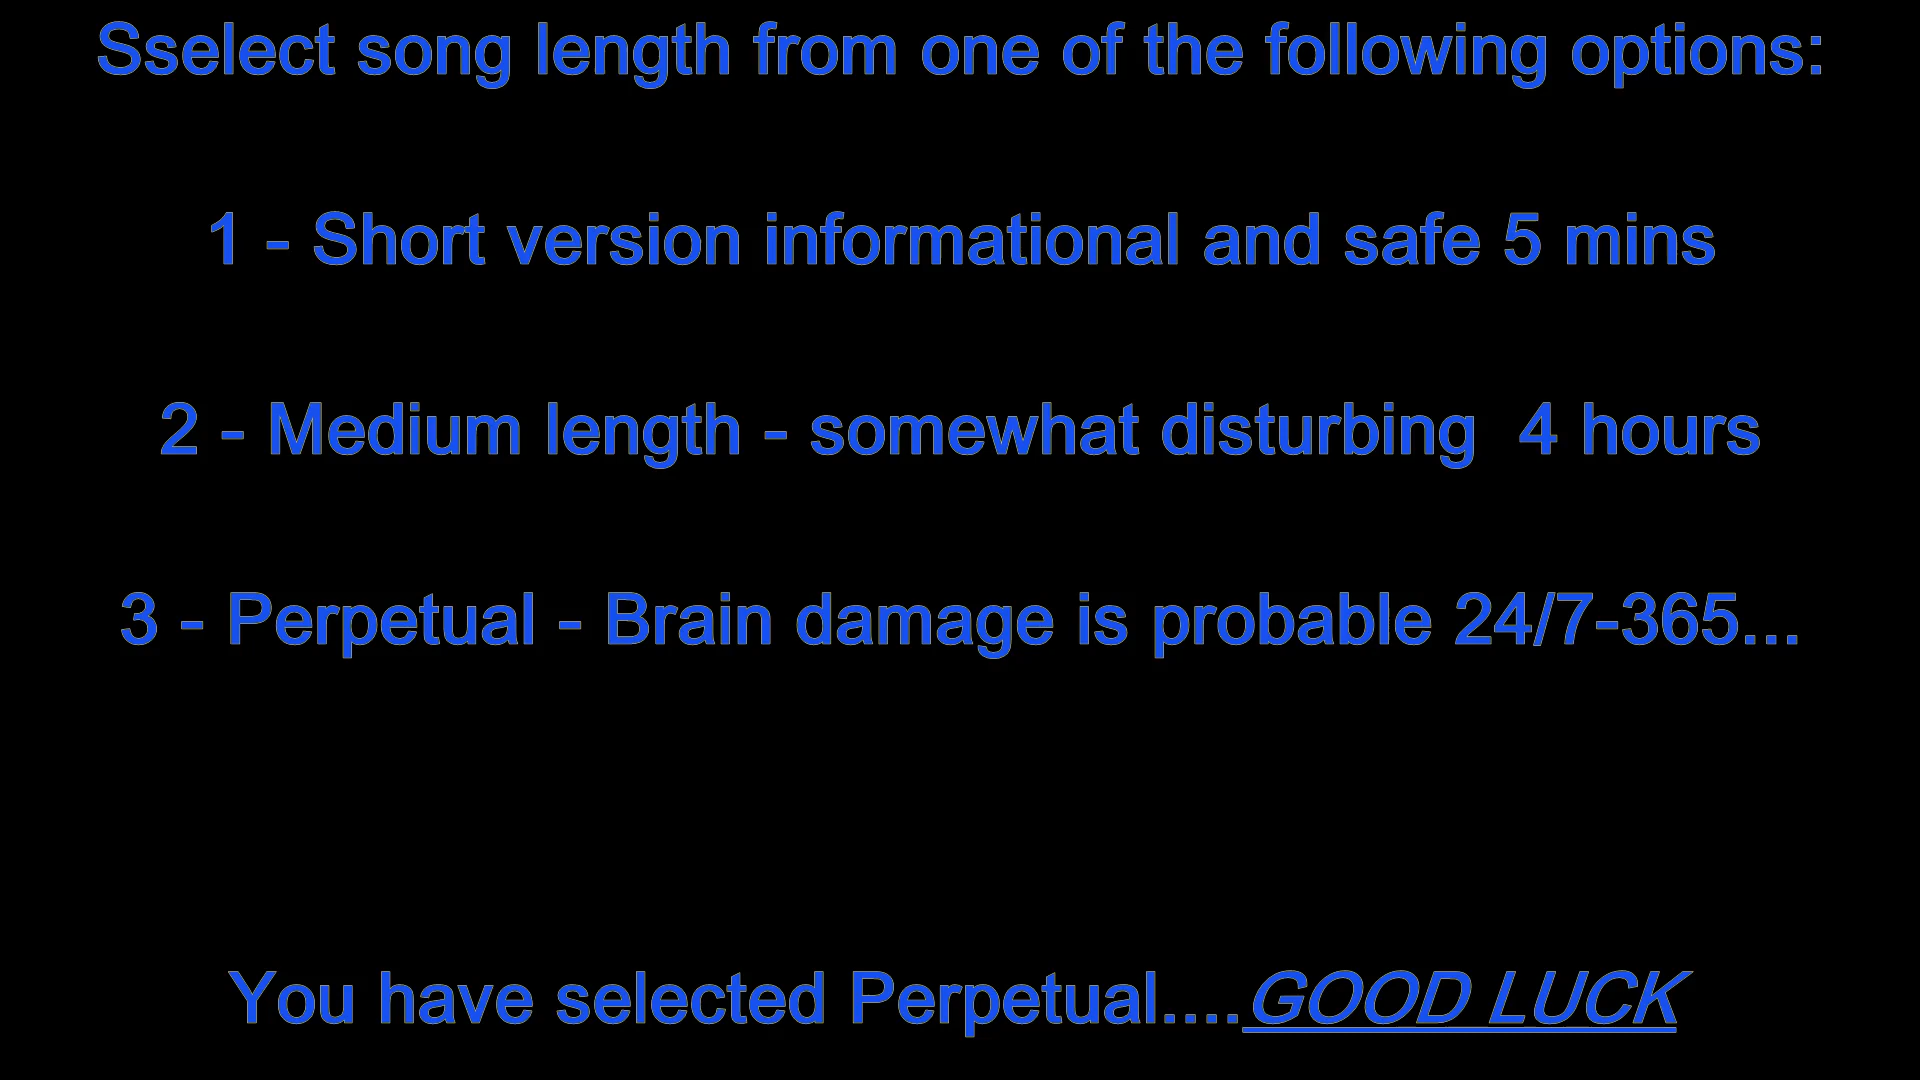 Sselect song length from one of the following options:
1 - Short version informational and safe 5 mins
2 - Medium length - somewhat disturbing  4 hours
3 - Perpetual - Brain damage is probable 24/7-365...
You have selected Perpetual....GOOD LUCK